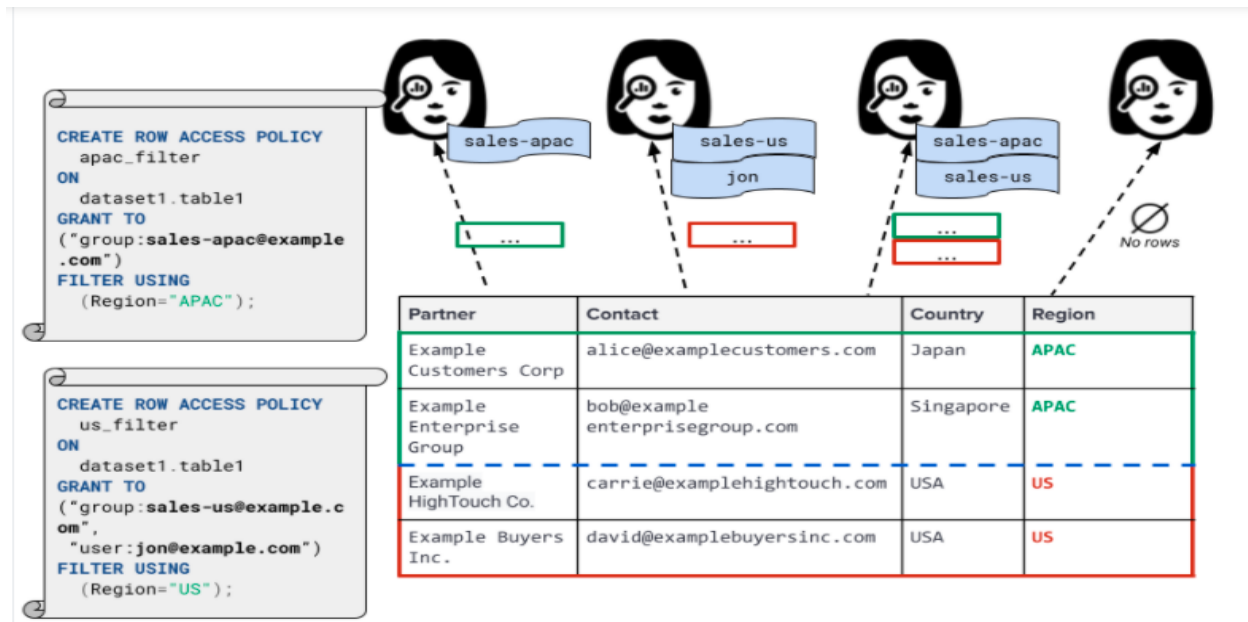 CREATE ROW ACCESS POLICY
apac_filter
ON
dataset1.table1
GRANT TO
("group:sales-apac@example
.com")
FILTER USING
(Region="APAC");
CREATE ROW ACCESS POLICY
us_filter
ON
dataset1.table1
GRANT TO
("group:sales-us@example.c
om",
"user:jon@example.com")
FILTER USING
(Region="US");
sales-apac
sales-us
jon
sales-apac
sales-us
...
...
...
...
No rows
Partner Contact Country Region
Example alice@examplecustomers.com Japan APAC
Customers Corp
Example bob@example Singapore APAC
Enterprise enterprisegroup.com
Group
Example carrie@examplehightouch.com USA US
HighTouch Co.
Example Buyers david@examplebuyersinc.com USA US
Inc.